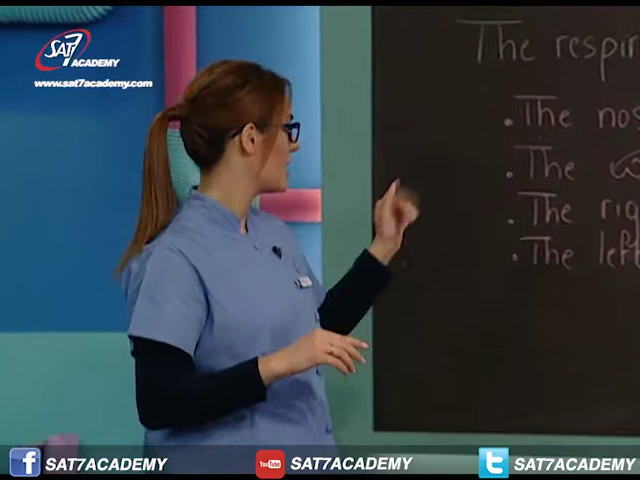 SAT7
ACADEMY
www.sat7academy.com
The respir
. The nos
. The
. The rig
. The left
SAT7ACADEMY
SAT7ACADEMY
SAT7ACADEMY